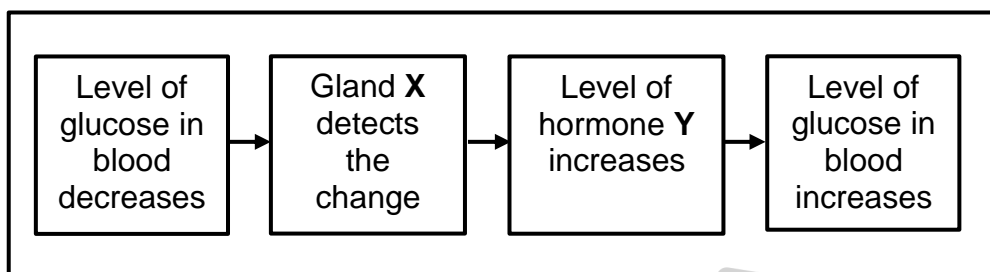 Level of
glucose in
blood
decreases
Gland X
detects
the
change
Level of
hormone Y
increases
Level of
glucose in
blood
increases